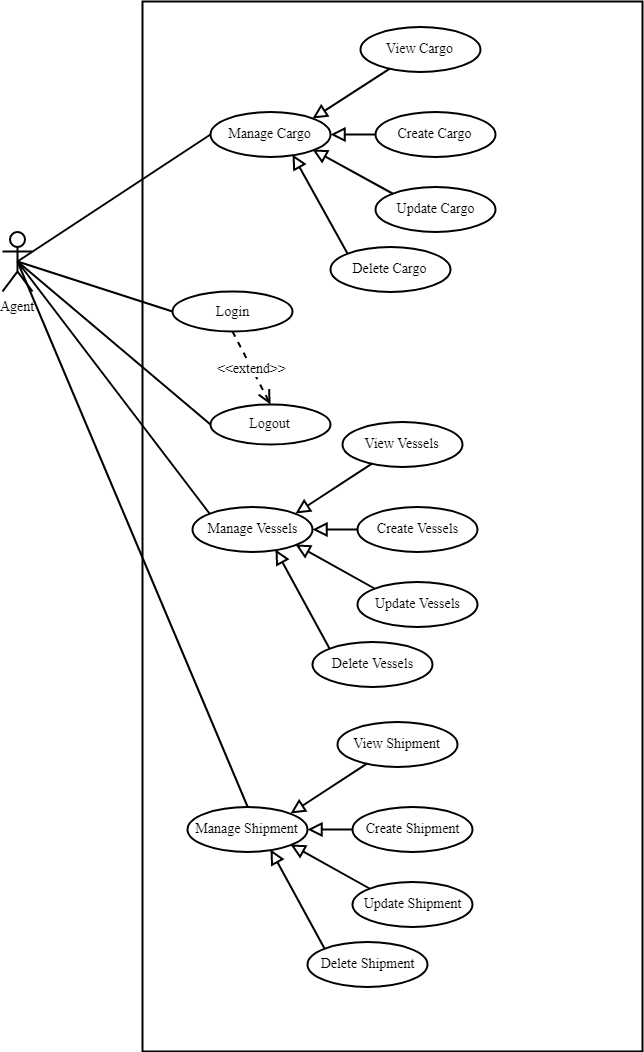 View Cargo
Manage Cargo
Create Cargo
Update Cargo
Delete Cargo
Agent
Login
<<extend>>
Logout
View Vessels
Manage Vessels
Create Vessels
Update Vessels
Delete Vessels
View Shipment
Manage Shipment
Create Shipment
Update Shipment
Delete Shipment